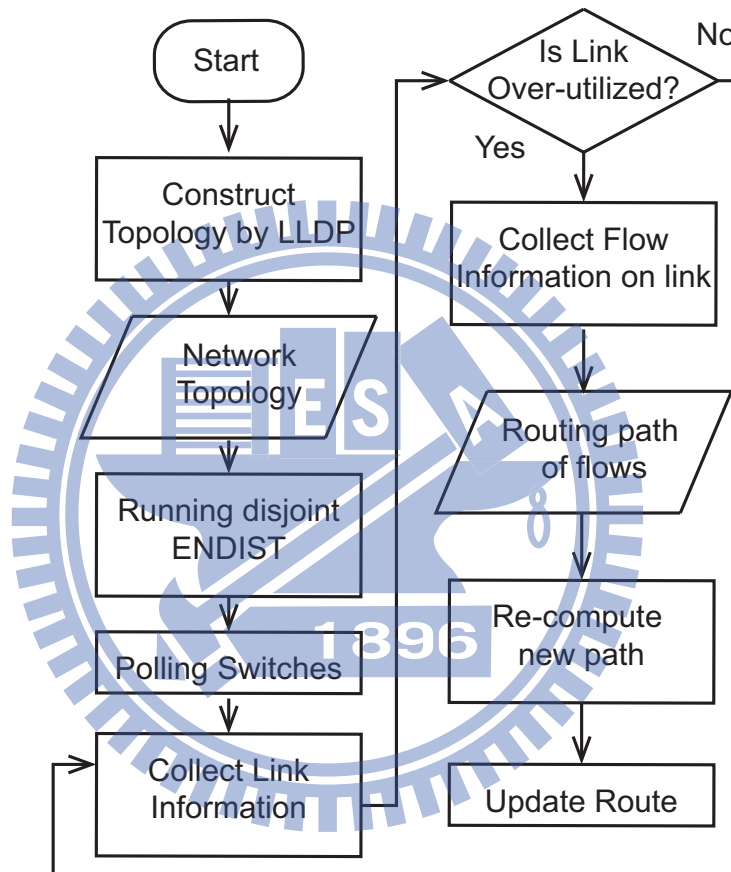 Start
Construct
Topology by LLDP
Network
Topology
Running disjoint
ENDIST
Polling Switches
Collect Link
Information
Is Link
Over-utilized?
No
Yes
Collect Flow
Information on link
Routing path
of flows
Re-compute
new path
Update Route
E S A
1896